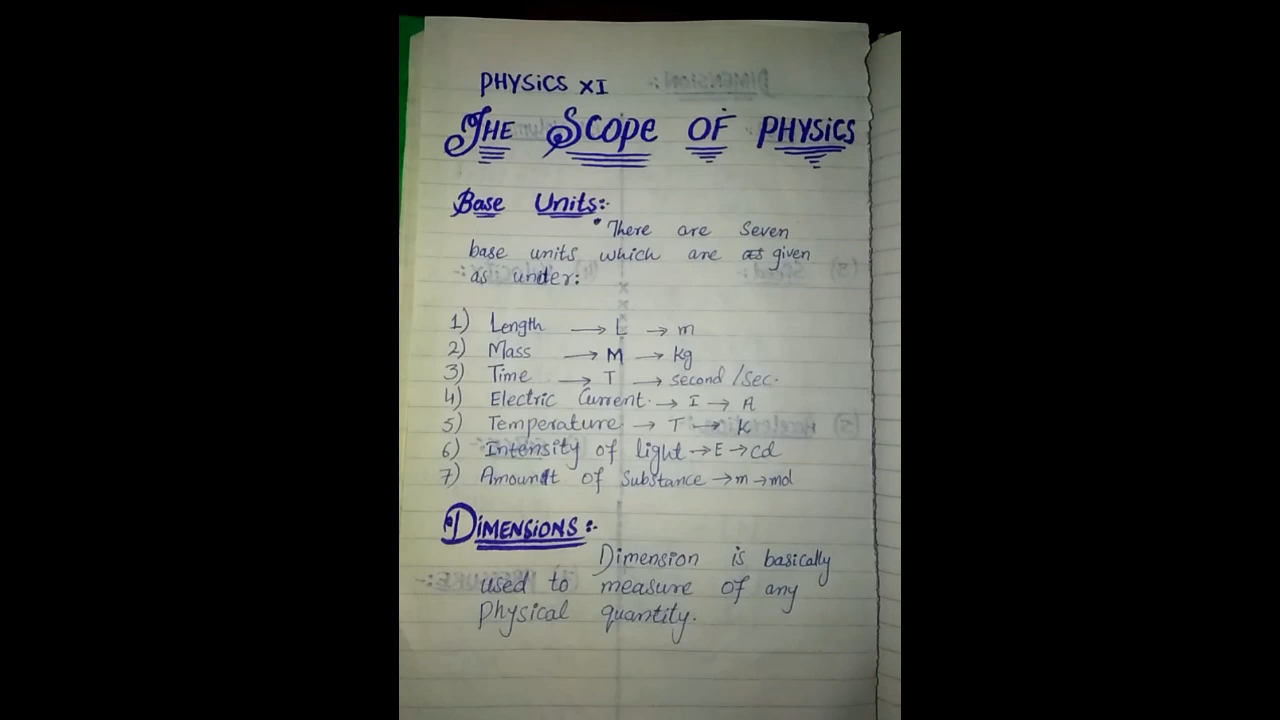 PHYSICS XI
THE SCOPE OF PHYSICS
Base Units:-
There are seven
base units which are as given
as under:
1) Length → L → m
2) Mass → M → kg
3) Time → T → second /sec.
4) Electric Current. → I → A
5) Temperature → T → K
6) Intensity of light → E → cd
7) Amount of Substance → m → mol
DIMENSIONS:-
Dimension is basically
used to measure of any
physical quantity.